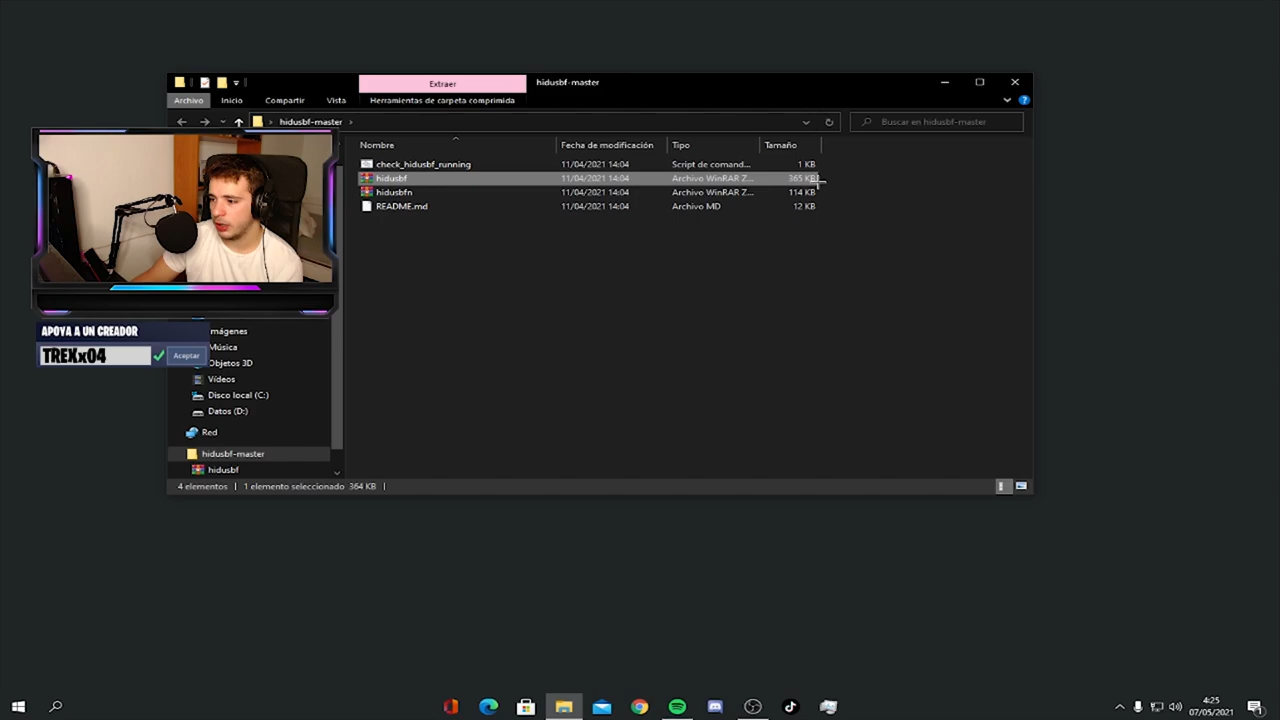 Extraer
hidusbf-master
Archivo
Inicio
Compartir
Vista
Herramientas de carpeta comprimida
hidusbf-master
Buscar en hidusbf-master
Nombre
Fecha de modificación
Tipo
Tamaño
check_hidusbf_running
11/04/2021 14:04
Script de comand...
1 KB
hidusbf
11/04/2021 14:04
Archivo WinRAR Z...
365 KB
hidusbfn
11/04/2021 14:04
Archivo WinRAR Z...
114 KB
README.md
11/04/2021 14:04
Archivo MD
12 KB
APOYA A UN CREADOR
TREXx04
Aceptar
mágenes
Música
Objetos 3D
Vídeos
Disco local (C:)
Datos (D:)
Red
hidusbf-master
hidusbf
4 elementos
1 elemento seleccionado 364 KB
4:25
07/05/2021